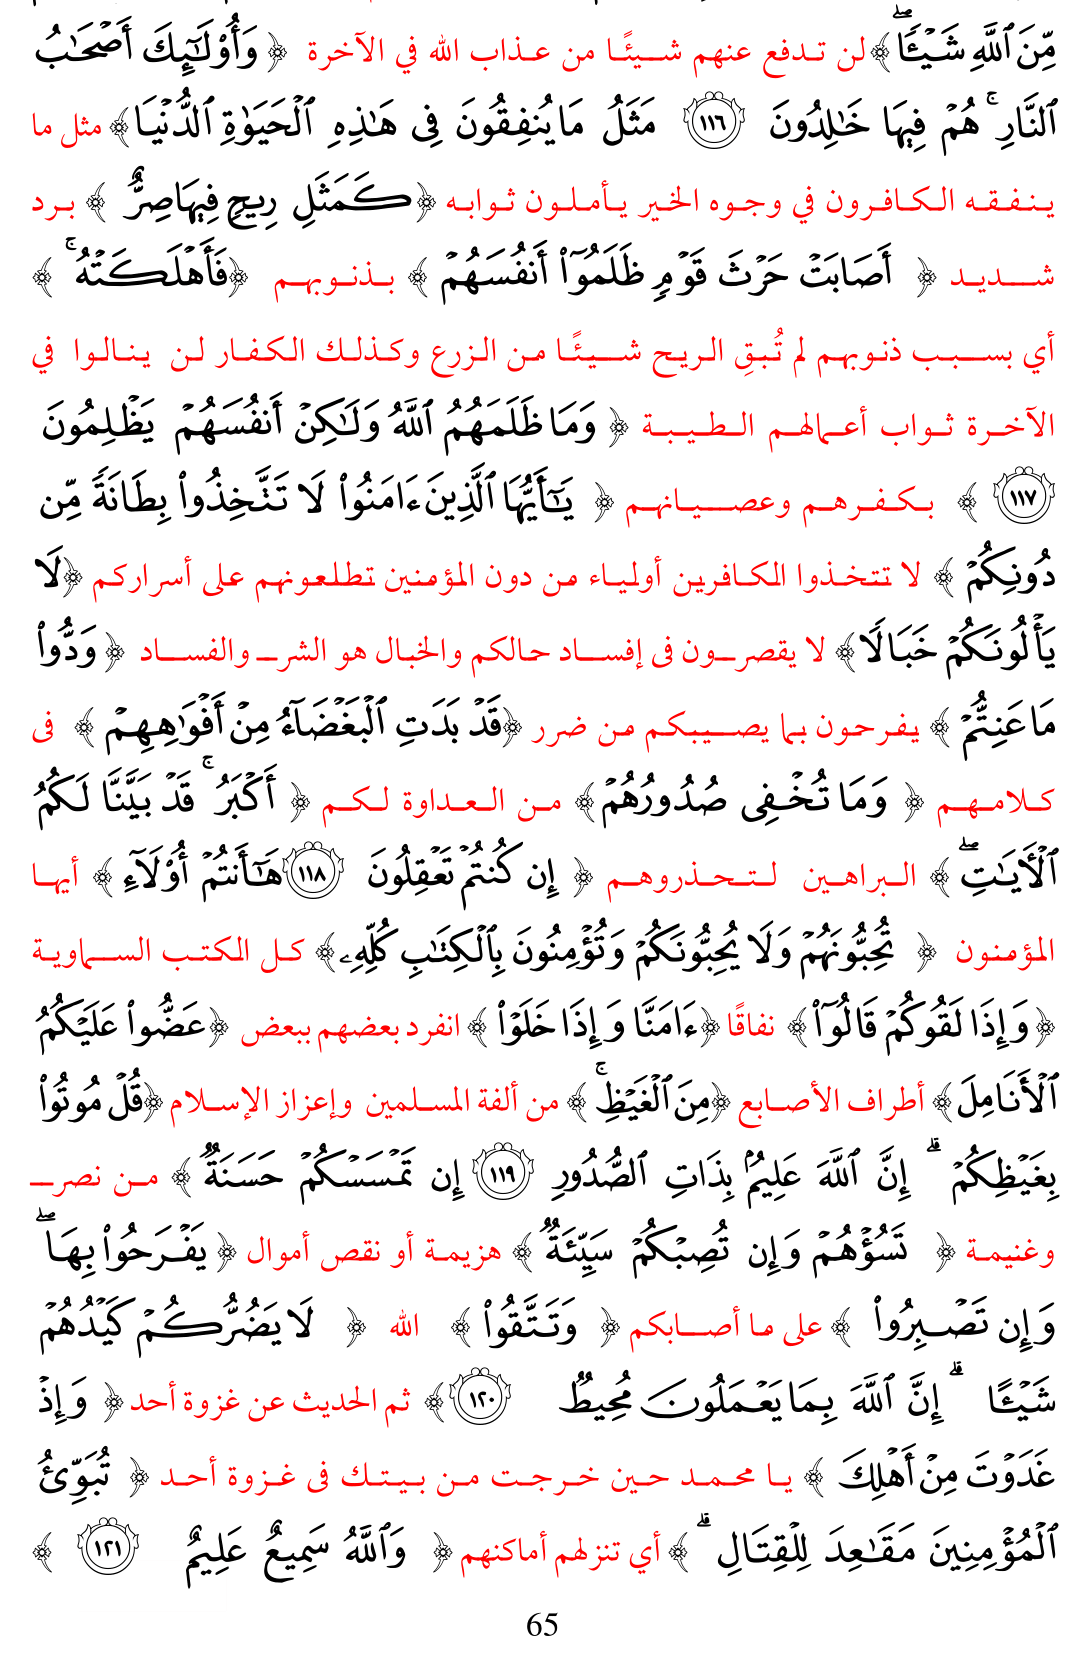 مِّنَ ٱللَّهِ شَيْـًٔاۖ﴾ لن تدفع عنهم شيئًا من عذاب الله في الآخرة ﴿ وَأُو۟لَٰٓئِكَ أَصْحَٰبُ
ٱلنَّارِۚ هُمْ فِيهَا خَٰلِدُونَ ١١٦ مَثَلُ مَا يُنفِقُونَ فِى هَٰذِهِ ٱلْحَيَوٰةِ ٱلدُّنْيَا﴾ مثل ما
ينفقه الكافرون في وجوه الخير يأملون ثوابه ﴿كَمَثَلِ رِيحٍ فِيهَا صِرٌّ ﴾ برد
شديد ﴿ أَصَابَتْ حَرْثَ قَوْمٍ ظَلَمُوٓا۟ أَنفُسَهُمْ ﴾ بذنوبهم ﴿فَأَهْلَكَتْهُۚ ﴾
أي بسبب ذنوبهم لم تُبقِ الريح شيئًا من الزرع وكذلك الكفار لن ينالوا في
الآخرة ثواب أعمالهم الطيبة ﴿ وَمَا ظَلَمَهُمُ ٱللَّهُ وَلَٰكِنْ أَنفُسَهُمْ يَظْلِمُونَ
١١٧ ﴾ بكفرهم وعصيانهم ﴿ يَٰٓأَيُّهَا ٱلَّذِينَ ءَامَنُوا۟ لَا تَتَّخِذُوا۟ بِطَانَةً مِّن
دُونِكُمْ ﴾ لا تتخذوا الكافرين أولياء من دون المؤمنين تطلعونهم على أسراركم ﴿لَا
يَأْلُونَكُمْ خَبَالًا﴾ لا يقصرون فى إفساد حالكم والخبال هو الشر والفساد ﴿ وَدُّوا۟
مَا عَنِتُّمْ ﴾ يفرحون بما يصيبكم من ضرر ﴿قَدْ بَدَتِ ٱلْبَغْضَآءُ مِنْ أَفْوَٰهِهِمْ ﴾ فى
كلامهم ﴿ وَمَا تُخْفِى صُدُورُهُمْ﴾ من العداوة لكم ﴿ أَكْبَرُۚ قَدْ بَيَّنَّا لَكُمُ
ٱلْـَٔايَٰتِۖ ﴾ البراهين لتحذروهم ﴿ إِن كُنتُمْ تَعْقِلُونَ ١١٨ هَٰٓأَنتُمْ أُو۟لَآءِ ﴾ أيها
المؤمنون ﴿ تُحِبُّونَهُمْ وَلَا يُحِبُّونَكُمْ وَتُؤْمِنُونَ بِٱلْكِتَٰبِ كُلِّهِۦ﴾ كل الكتب السماوية
﴿ وَإِذَا لَقُوكُمْ قَالُوٓا۟﴾ نفاقًا ﴿ءَامَنَّا وَإِذَا خَلَوْا۟ ﴾ انفرد بعضهم ببعض ﴿عَضُّوا۟ عَلَيْكُمُ
ٱلْأَنَامِلَ﴾ أطراف الأصابع ﴿مِنَ ٱلْغَيْظِۚ ﴾ من ألفة المسلمين وإعزاز الإسلام ﴿قُلْ مُوتُوا۟
بِغَيْظِكُمْۗ إِنَّ ٱللَّهَ عَلِيمٌۢ بِذَاتِ ٱلصُّدُورِ ١١٩ إِن تَمْسَسْكُمْ حَسَنَةٌ ﴾ من نصر
وغنيمة ﴿ تَسُؤْهُمْ وَإِن تُصِبْكُمْ سَيِّئَةٌ ﴾ هزيمة أو نقص أموال ﴿ يَفْرَحُوا۟ بِهَاۖ
وَإِن تَصْبِرُوا۟ ﴾ على ما أصابكم ﴿ وَتَتَّقُوا۟ ﴾ الله ﴿ لَا يَضُرُّكُمْ كَيْدُهُمْ
شَيْـًٔاۗ إِنَّ ٱللَّهَ بِمَا يَعْمَلُونَ مُحِيطٌ ١٢٠ ﴾ ثم الحديث عن غزوة أحد ﴿ وَإِذْ
غَدَوْتَ مِنْ أَهْلِكَ ﴾ يا محمد حين خرجت من بيتك فى غزوة أحد ﴿ تُبَوِّئُ
ٱلْمُؤْمِنِينَ مَقَٰعِدَ لِلْقِتَالِۗ ﴾ أي تنزلهم أماكنهم ﴿ وَٱللَّهُ سَمِيعٌ عَلِيمٌ ١٢١ ﴾
65